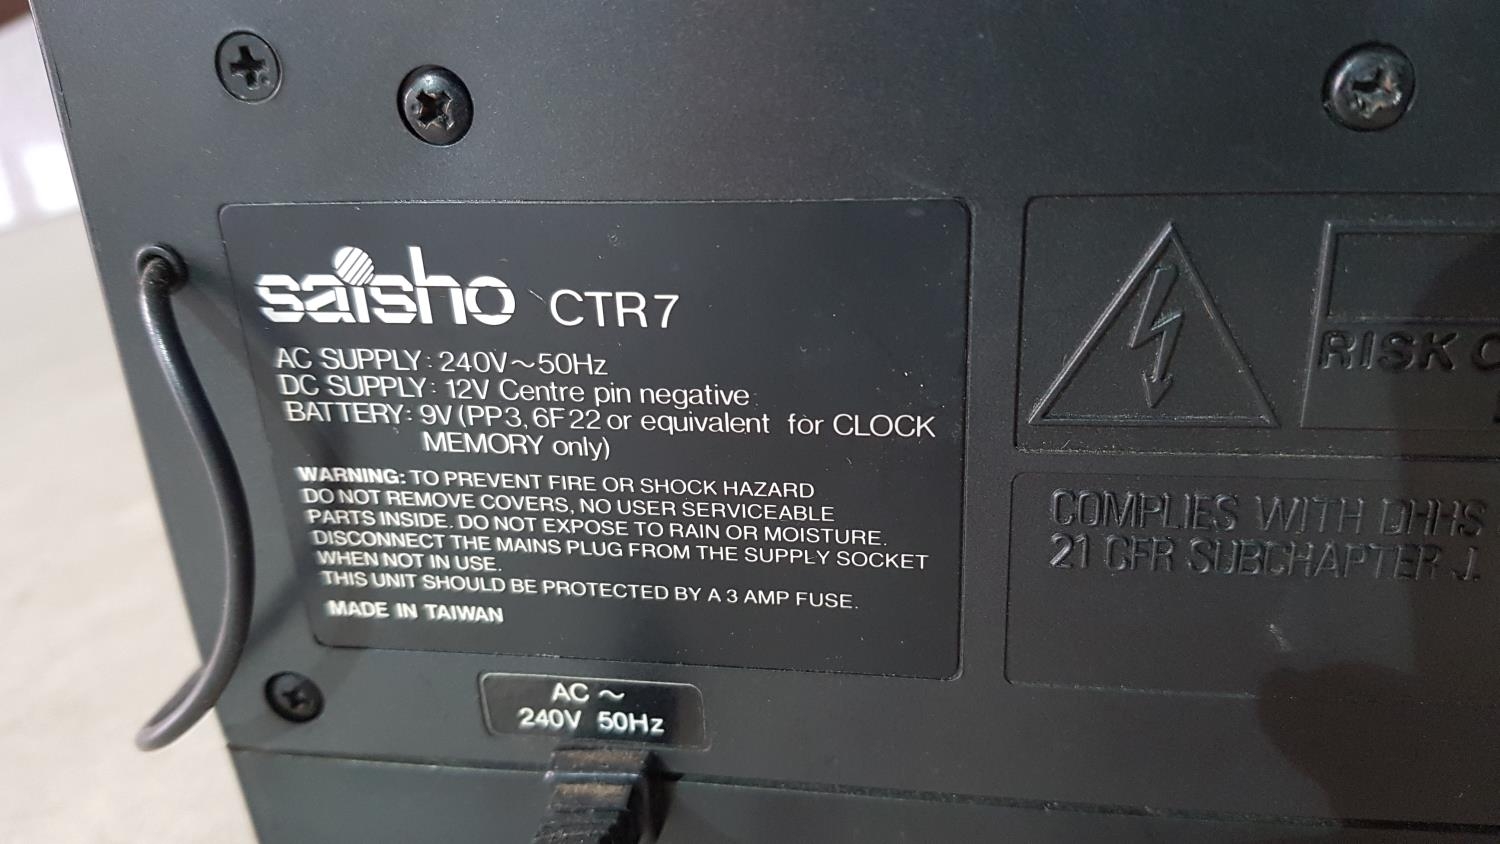 saisho CTR7
AC SUPPLY: 240V~50Hz
DC SUPPLY: 12V Centre pin negative
BATTERY: 9V (PP3, 6F22 or equivalent for CLOCK
MEMORY only)
WARNING: TO PREVENT FIRE OR SHOCK HAZARD
DO NOT REMOVE COVERS, NO USER SERVICEABLE
PARTS INSIDE. DO NOT EXPOSE TO RAIN OR MOISTURE.
DISCONNECT THE MAINS PLUG FROM THE SUPPLY SOCKET
WHEN NOT IN USE.
THIS UNIT SHOULD BE PROTECTED BY A 3 AMP FUSE.
MADE IN TAIWAN
AC ~
240V 50Hz
RISK
COMPLIES WITH DHHS
21 CFR SUBCHAPTER J.